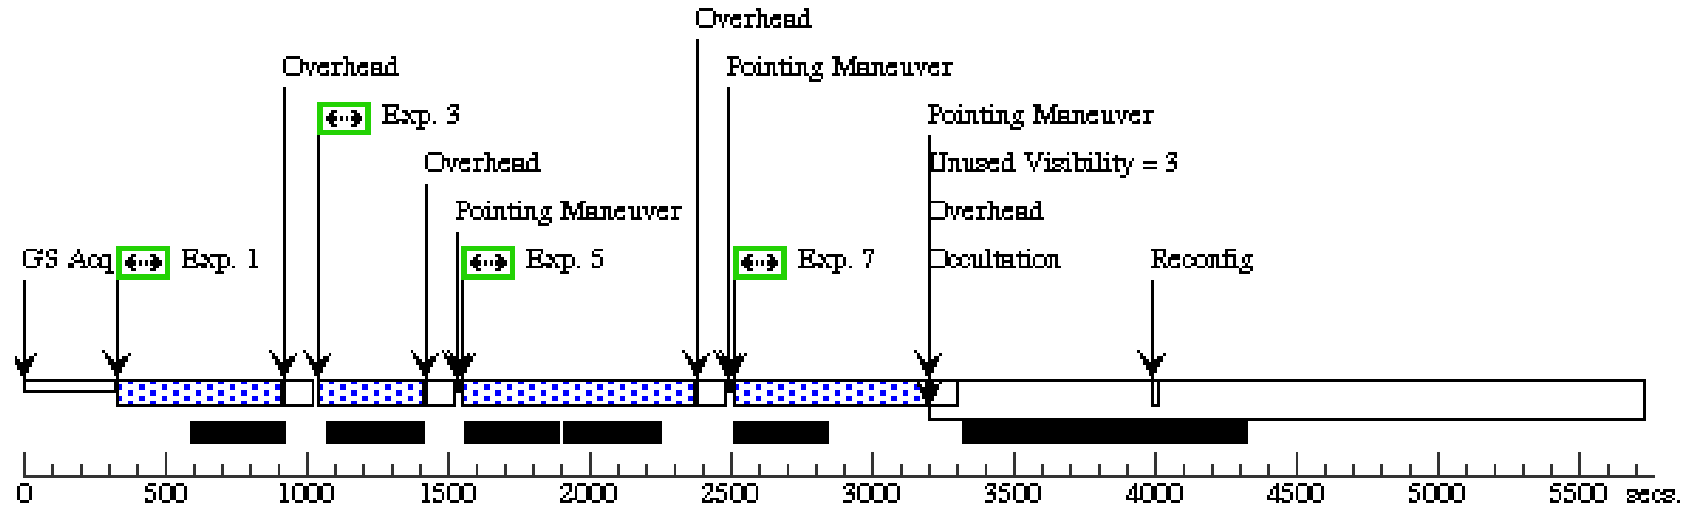 Overhead
Overhead
Pointing Maneuver
Exp. 3
Pointing Maneuver
Overhead
Unused Visibility = 3
Pointing Maneuver
Overhead
GS Acq
Exp. 1
Exp. 5
Exp. 7
Occultation
Reconfig
0 500 1000 1500 2000 2500 3000 3500 4000 4500 5000 5500 secs.